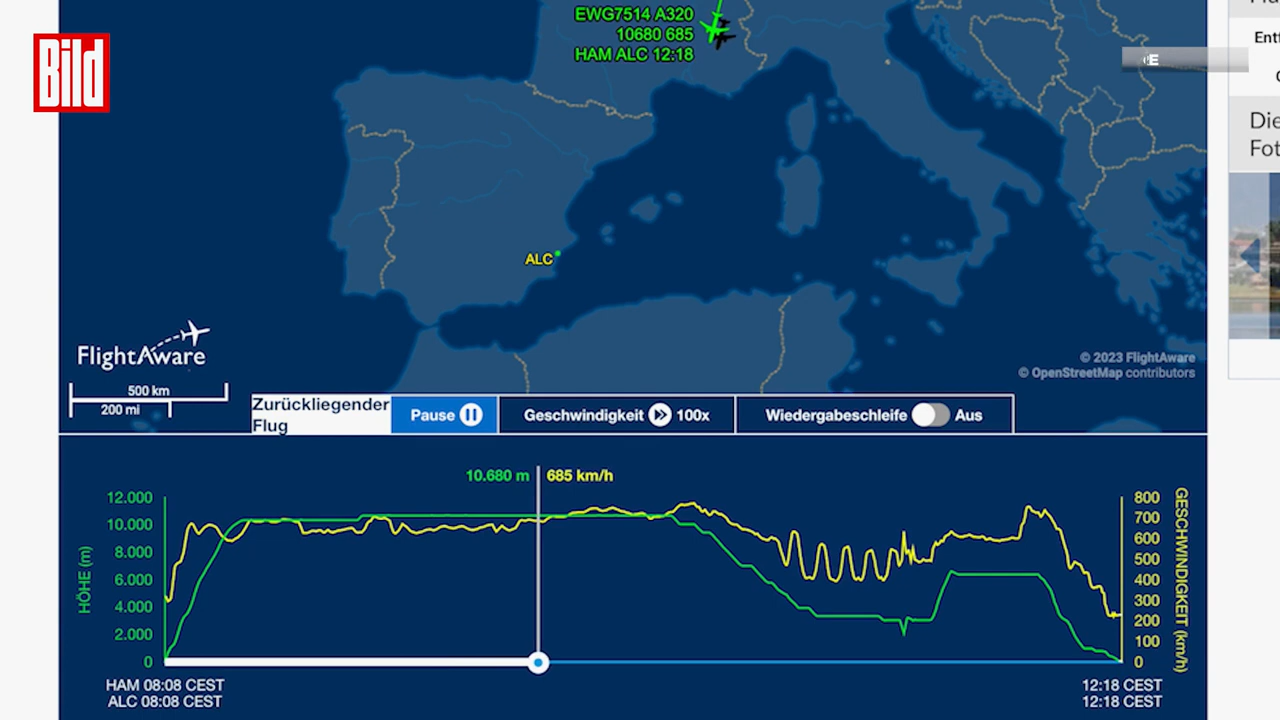 EWG7514 A320
10680 685
HAM ALC 12:18
Bild
Ent
Die
Fot
ALC
FlightAware
© 2023 FlightAware
© OpenStreetMap contributors
500 km
200 mi
Zurückliegender
Flug
Pause
Geschwindigkeit 100x
Wiedergabeschleife Aus
10.680 m 685 km/h
HÖHE (m)
12.000
10.000
8.000
6.000
4.000
2.000
0
GESCHWINDIGKEIT (km/h)
800
700
600
500
400
300
200
100
0
HAM 08:08 CEST
ALC 08:08 CEST
12:18 CEST
12:18 CEST